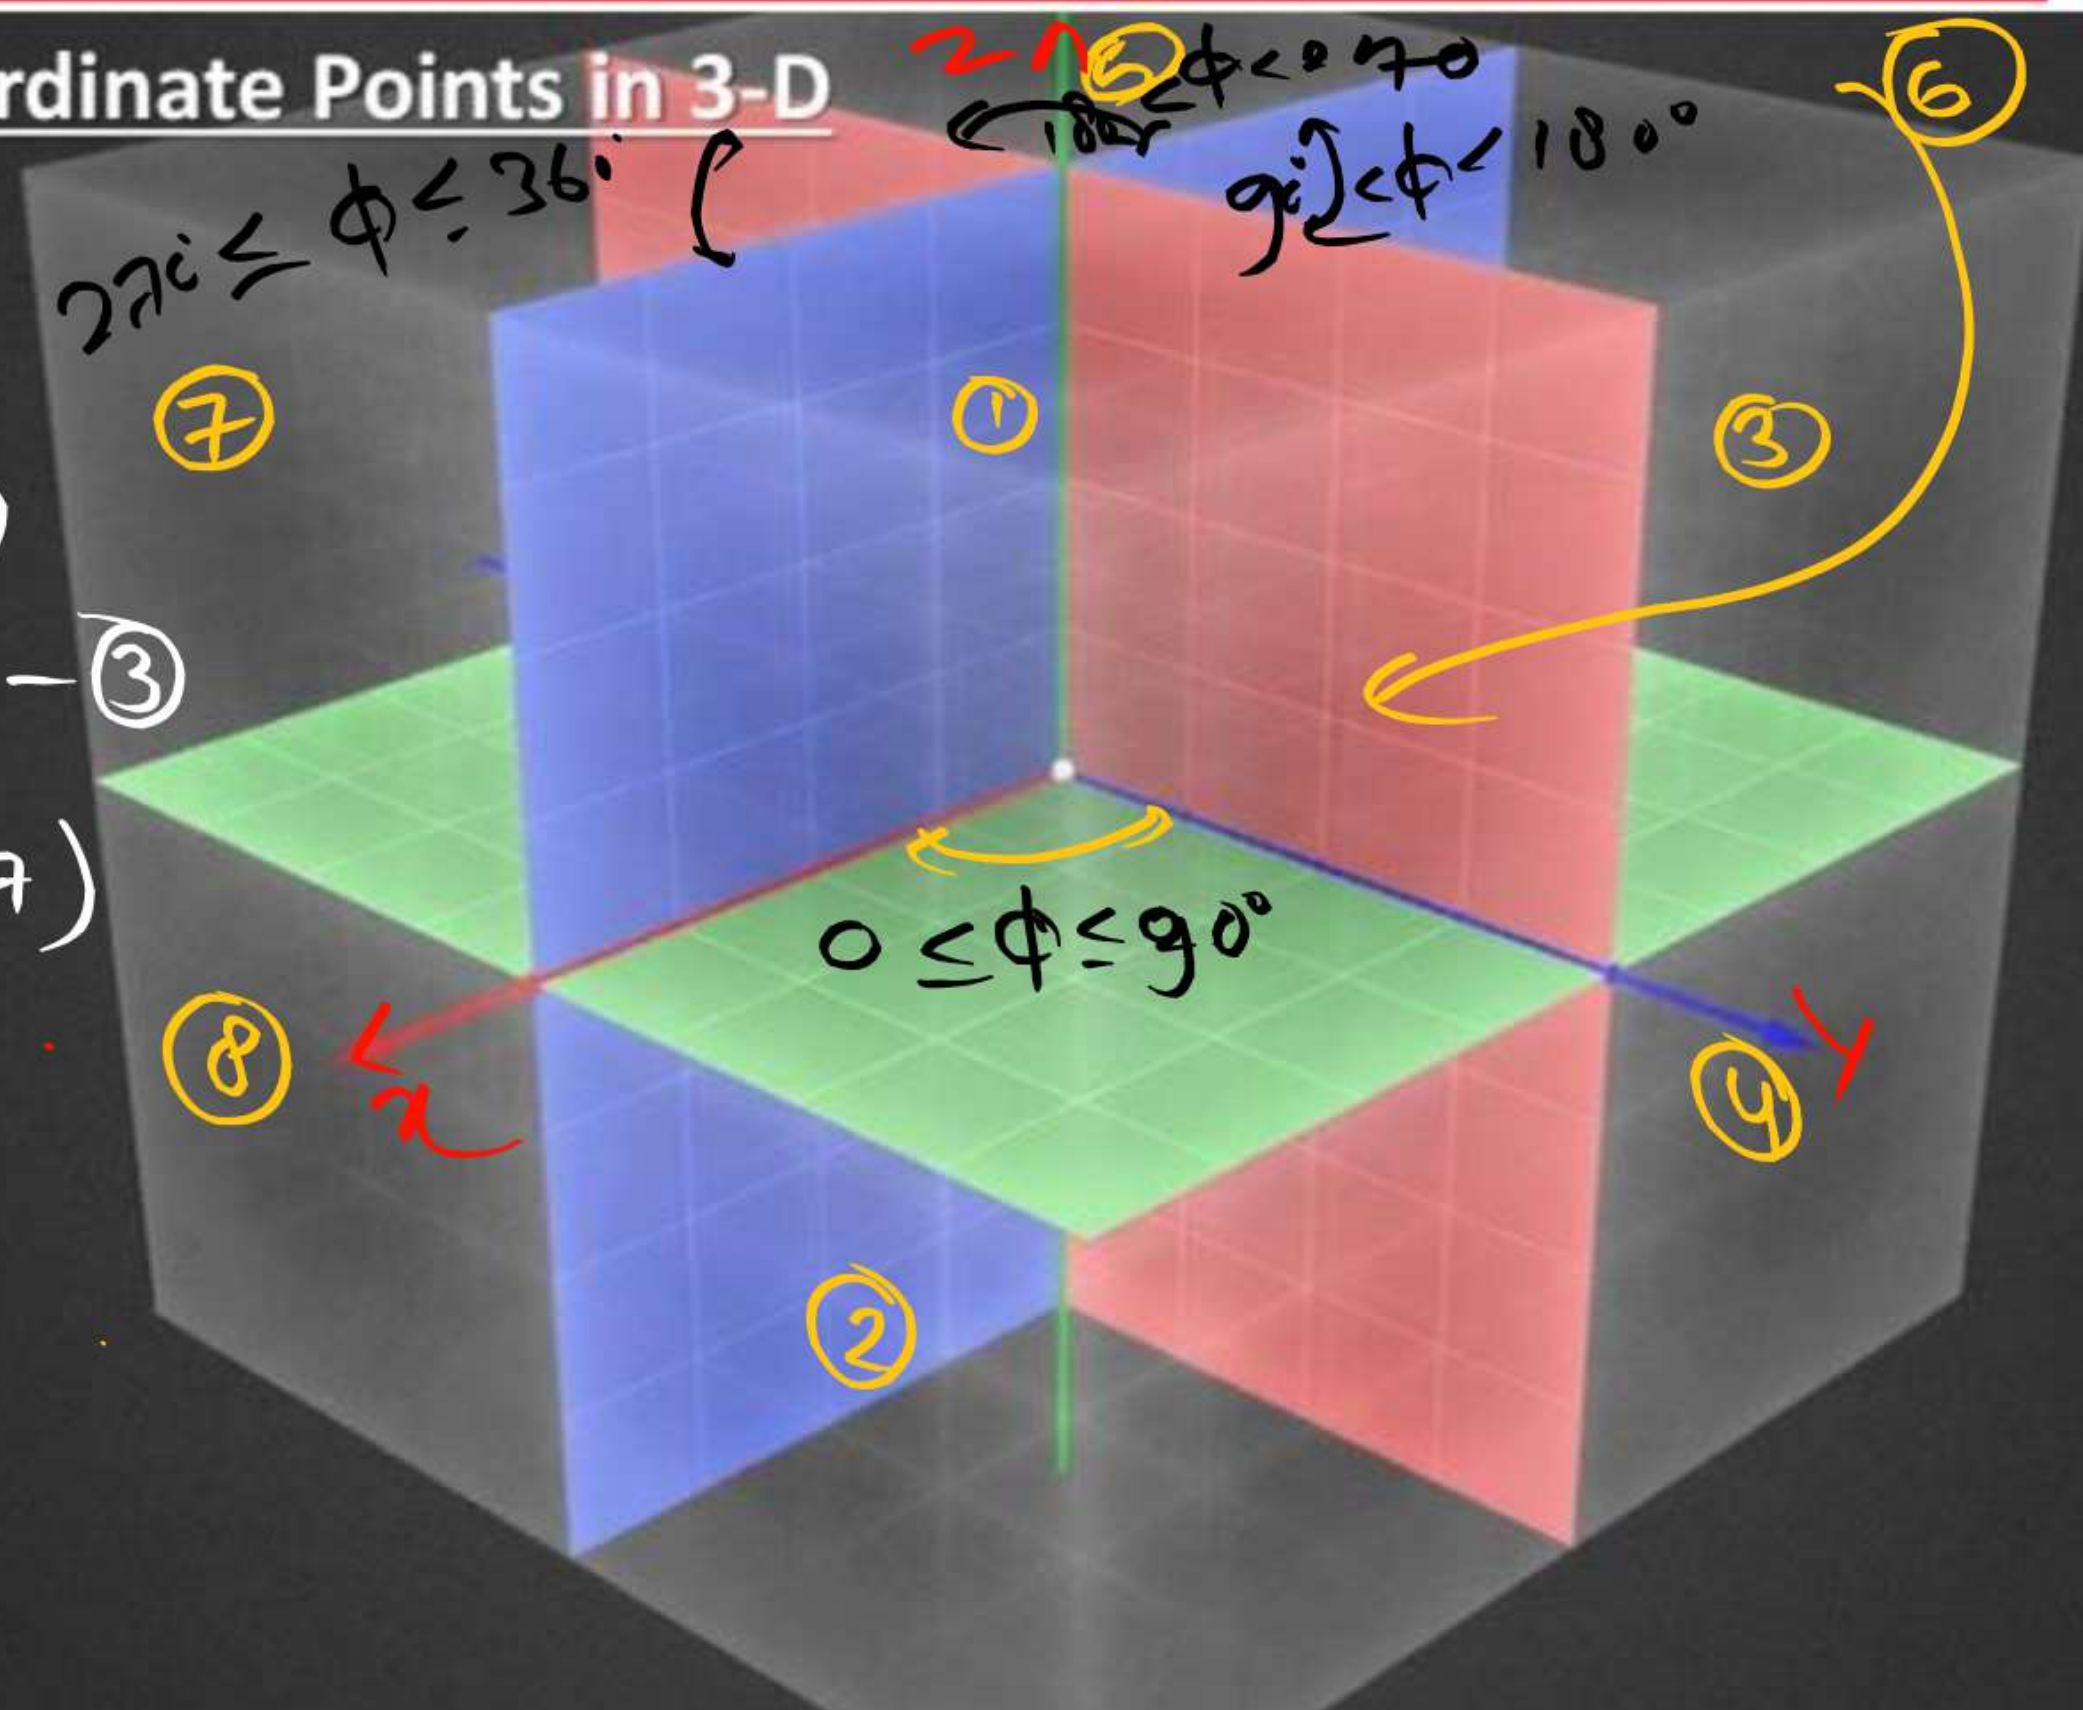 rdinate Points in 3-D
z
5
180 < ϕ < 270
6
270° ≤ ϕ ≤ 360°
90° < ϕ < 180°
7
1
3
- 3
)
0 ≤ ϕ ≤ 90°
8
x
y
4
2